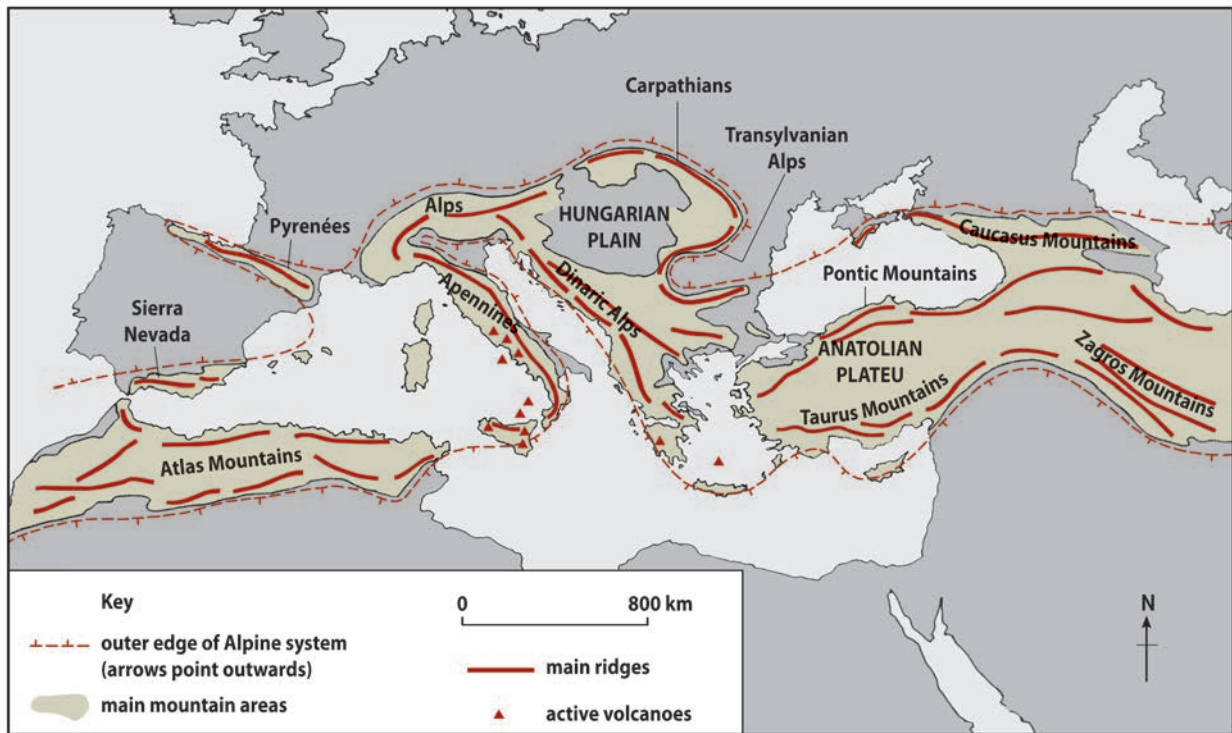 Carpathians
Transylvanian
Alps
Alps
HUNGARIAN
PLAIN
Pyrenées
Caucasus Mountains
Pontic Mountains
Dinaric Alps
Apennines
Sierra
Nevada
ANATOLIAN
PLATEU
Zagros Mountains
Taurus Mountains
Atlas Mountains
Key
0 800 km
N
outer edge of Alpine system
(arrows point outwards)
main ridges
main mountain areas
active volcanoes